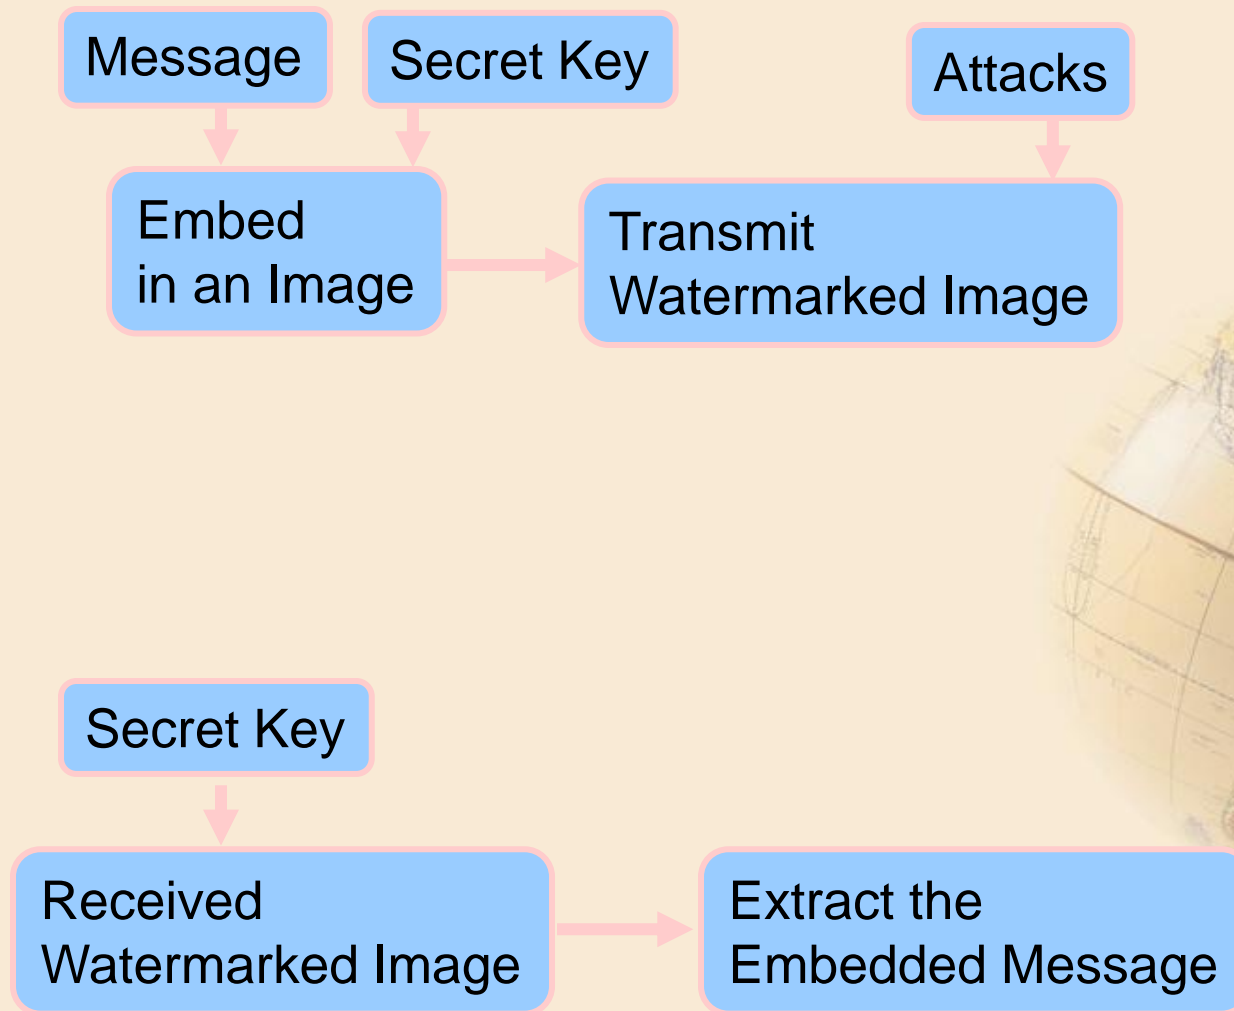 Message
Secret Key
Attacks
Embed
in an Image
Transmit
Watermarked Image
Secret Key
Received
Watermarked Image
Extract the
Embedded Message